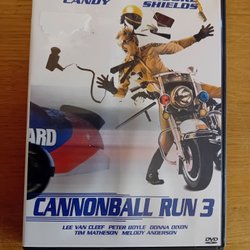 CANDY
SHIELDS
ARD
CANNONBALL RUN 3
LEE VAN CLEEF PETER BOYLE DONNA DIXON
TIM MATHESON MELODY ANDERSON
DVD